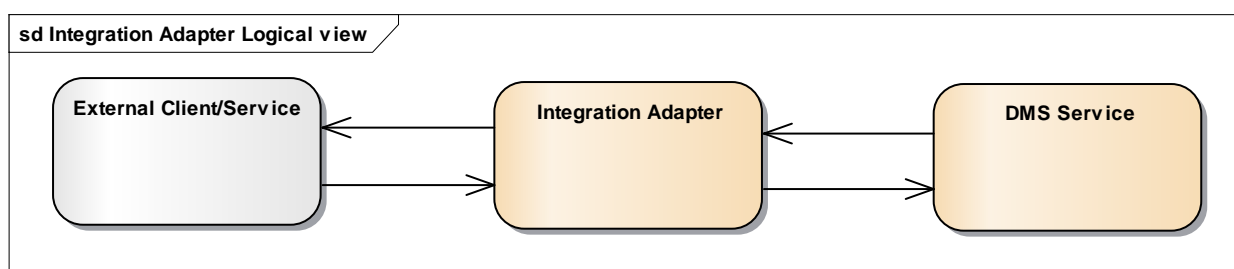 sd Integration Adapter Logical view
External Client/Service
Integration Adapter
DMS Service